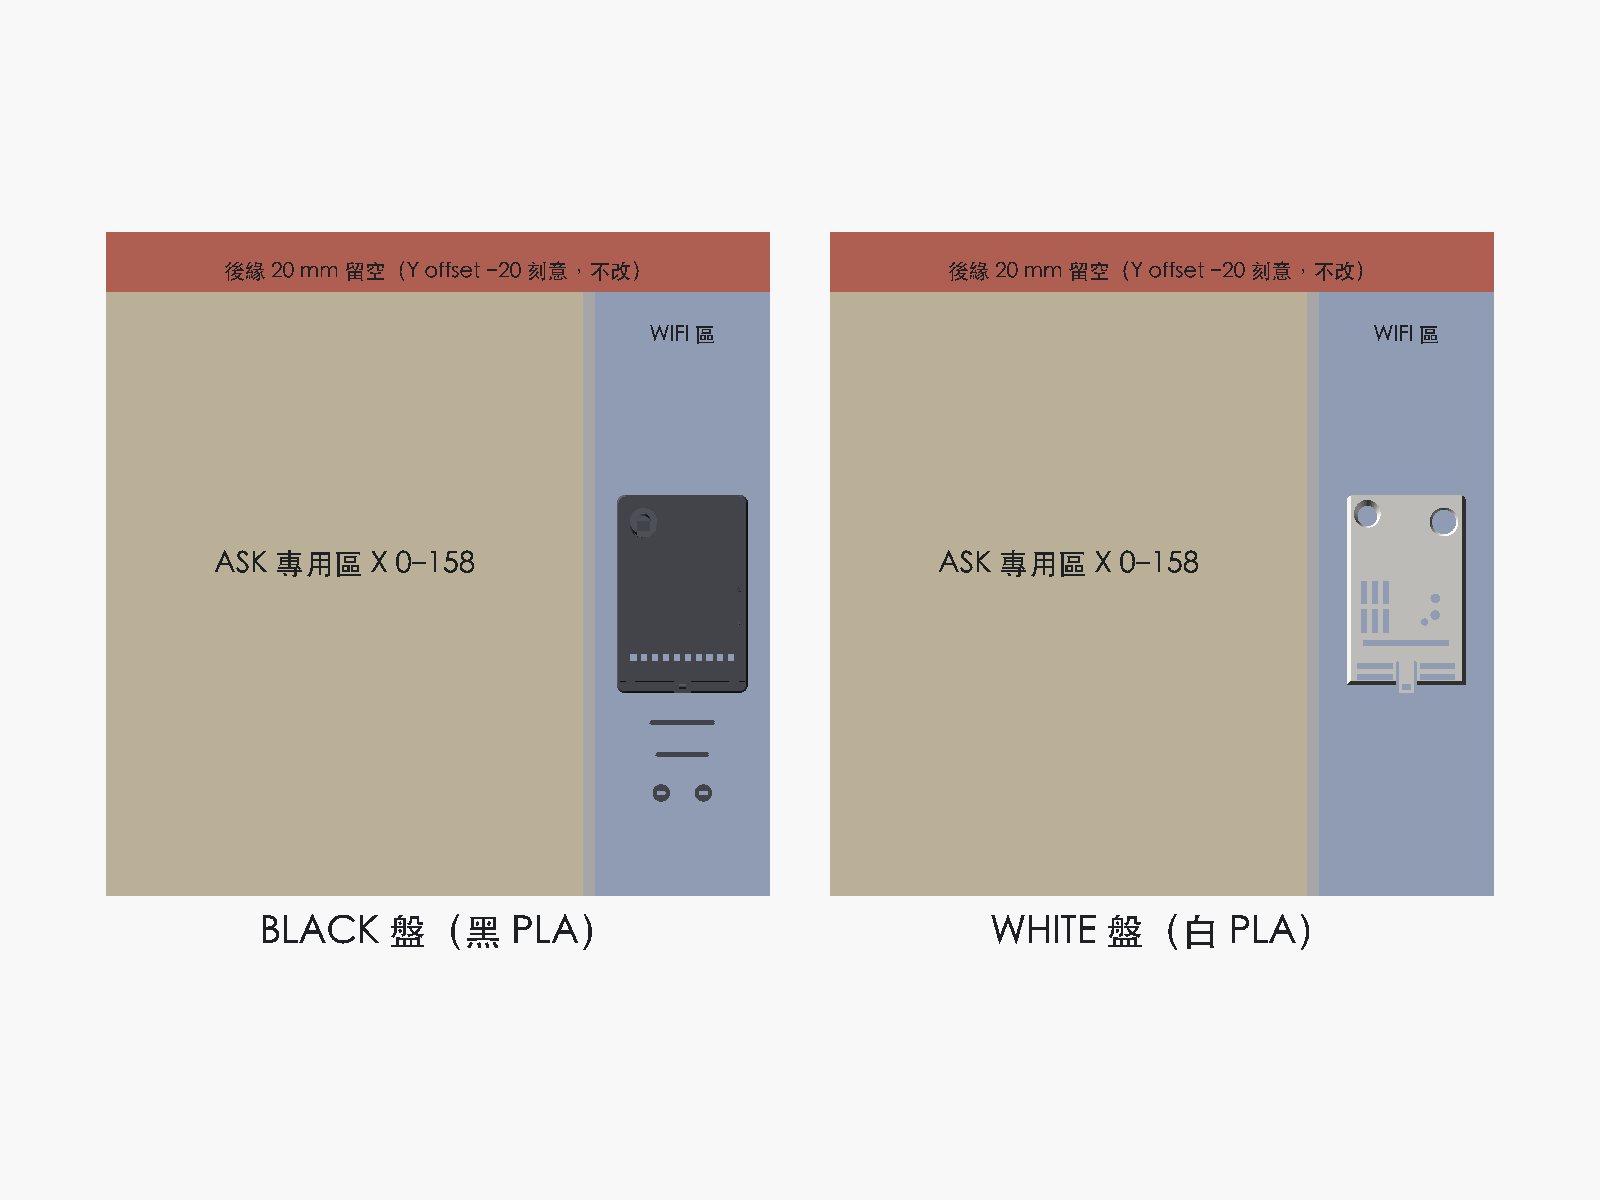 後緣 20 mm 留空（Y offset −20 刻意，不改）
WIFI 區
ASK 專用區 X 0–158
BLACK 盤（黑 PLA）
後緣 20 mm 留空（Y offset −20 刻意，不改）
WIFI 區
ASK 專用區 X 0–158
WHITE 盤（白 PLA）